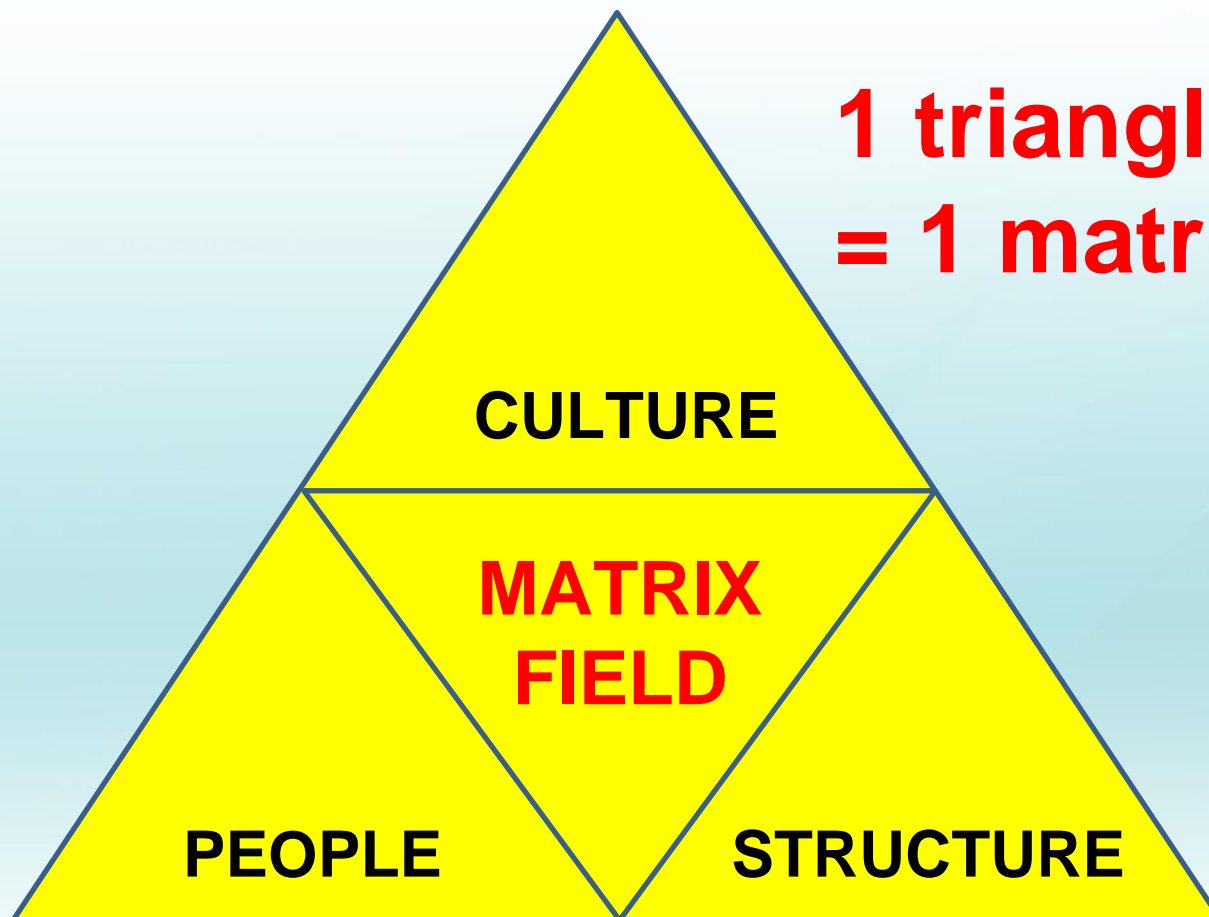 1 triangl
= 1 matr
CULTURE
MATRIX
FIELD
PEOPLE
STRUCTURE